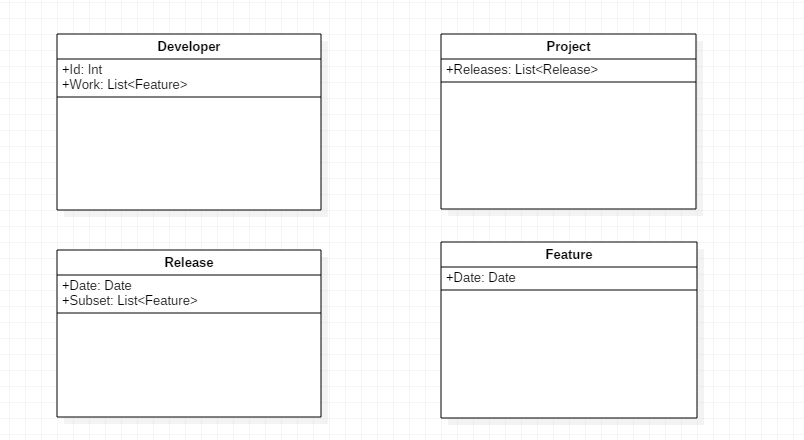 Developer
+Id: Int
+Work: List<Feature>
Project
+Releases: List<Release>
Release
+Date: Date
+Subset: List<Feature>
Feature
+Date: Date